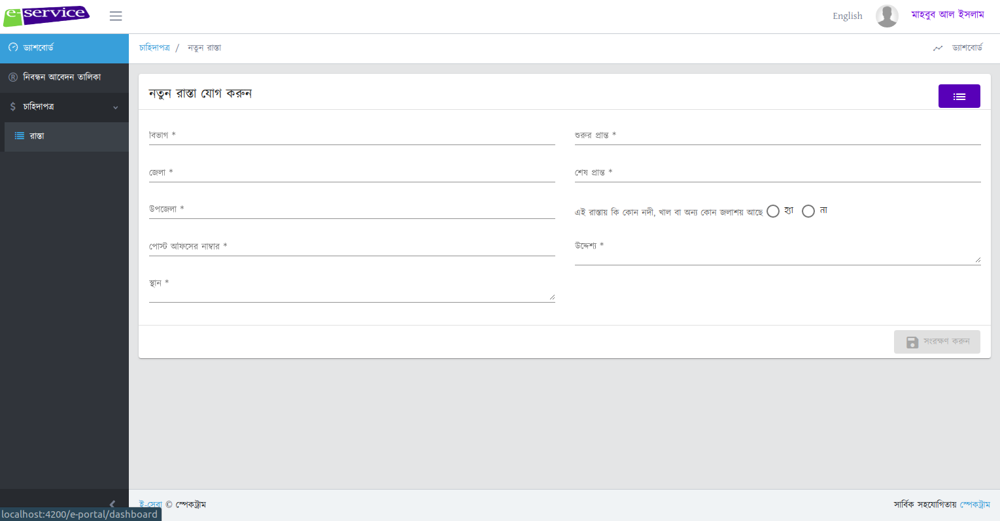 e-service
English
মাহবুব আল ইসলাম
ড্যাশবোর্ড
চাহিদাপত্র / নতুন রাস্তা
ড্যাশবোর্ড
নিবন্ধন আবেদন তালিকা
চাহিদাপত্র
রাস্তা
নতুন রাস্তা যোগ করুন
বিভাগ *
শুরুর প্রান্ত *
জেলা *
শেষ প্রান্ত *
উপজেলা *
এই রাস্তায় কি কোন নদী, খাল বা অন্য কোন জলাশয় আছে হ্যা না
পোস্ট অফিসের নাম্বার *
উদ্দেশ্য *
স্থান *
সংরক্ষণ করুন
ই-সেবা © স্পেকট্রাম
সার্বিক সহযোগিতায় স্পেকট্রাম
localhost:4200/e-portal/dashboard